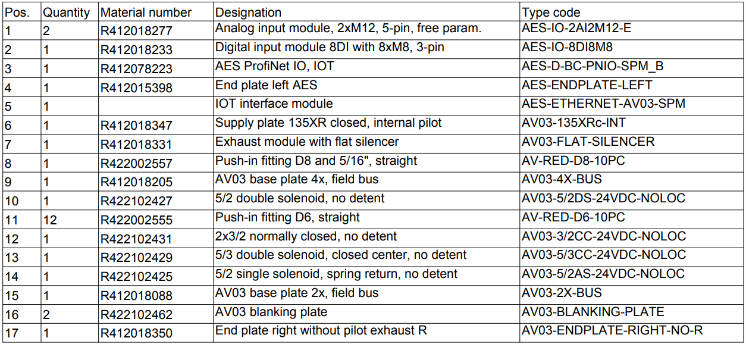 Pos. Quantity Material number Designation Type code
1 2 R412018277 Analog input module, 2xM12, 5-pin, free param. AES-IO-2AI2M12-E
2 1 R412018233 Digital input module 8DI with 8xM8, 3-pin AES-IO-8DI8M8
3 1 R412078223 AES ProfiNet IO, IOT AES-D-BC-PNIO-SPM_B
4 1 R412015398 End plate left AES AES-ENDPLATE-LEFT
5 1 IOT interface module AES-ETHERNET-AV03-SPM
6 1 R412018347 Supply plate 135XR closed, internal pilot AV03-135XRc-INT
7 1 R412018331 Exhaust module with flat silencer AV03-FLAT-SILENCER
8 1 R422002557 Push-in fitting D8 and 5/16", straight AV-RED-D8-10PC
9 1 R412018205 AV03 base plate 4x, field bus AV03-4X-BUS
10 1 R422102427 5/2 double solenoid, no detent AV03-5/2DS-24VDC-NOLOC
11 12 R422002555 Push-in fitting D6, straight AV-RED-D6-10PC
12 1 R422102431 2x3/2 normally closed, no detent AV03-3/2CC-24VDC-NOLOC
13 1 R422102429 5/3 double solenoid, closed center, no detent AV03-5/3CC-24VDC-NOLOC
14 1 R422102425 5/2 single solenoid, spring return, no detent AV03-5/2AS-24VDC-NOLOC
15 1 R412018088 AV03 base plate 2x, field bus AV03-2X-BUS
16 2 R422102462 AV03 blanking plate AV03-BLANKING-PLATE
17 1 R412018350 End plate right without pilot exhaust R AV03-ENDPLATE-RIGHT-NO-R